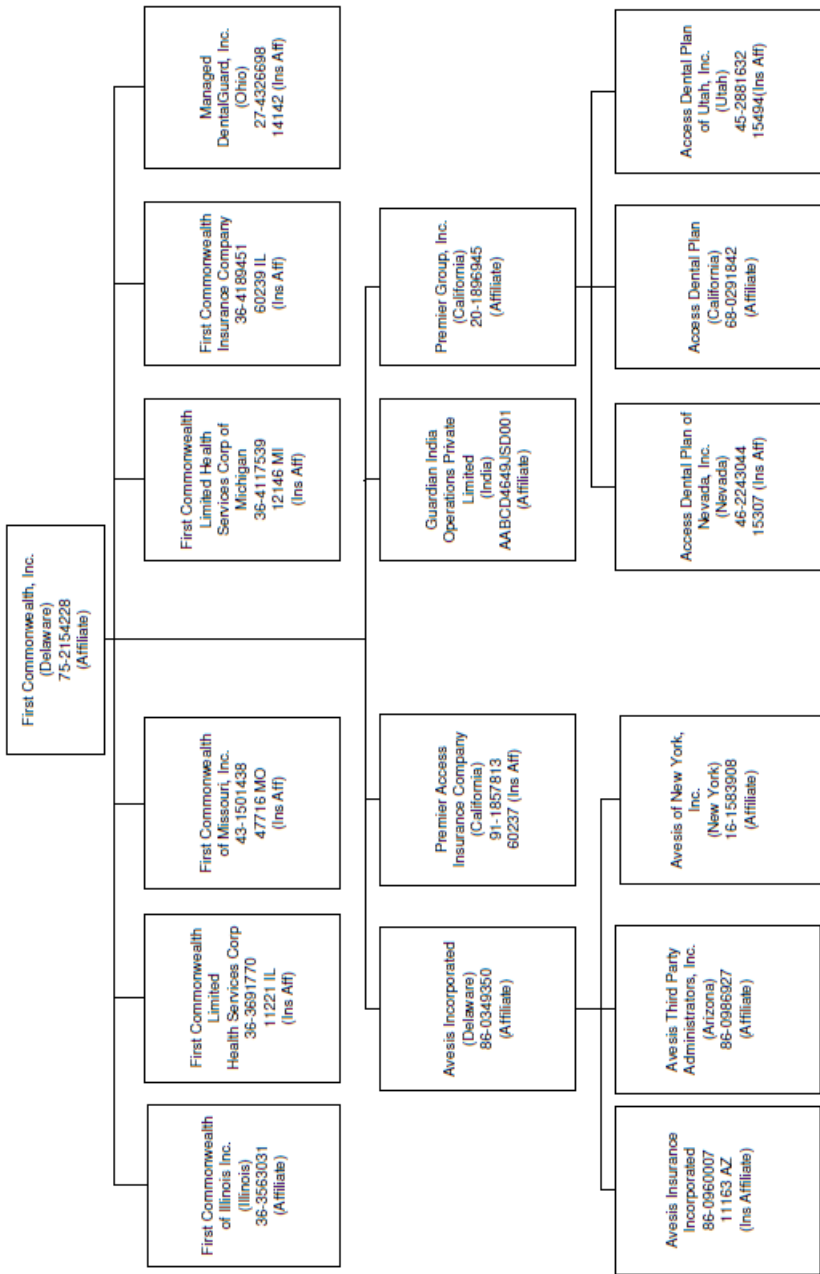 First Commonwealth, Inc.
(Delaware)
75-2154228
(Affiliate)
First Commonwealth
of Illinois Inc.
(Illinois)
36-3563031
(Affiliate)
First Commonwealth
Limited
Health Services Corp
36-3691770
11221 IL
(Ins Aff)
First Commonwealth
of Missouri, Inc.
43-1501438
47716 MO
(Ins Aff)
First Commonwealth
Limited Health
Services Corp of
Michigan
36-4117539
12146 MI
(Ins Aff)
First Commonwealth
Insurance Company
36-4189451
60239 IL
(Ins Aff)
Managed
DentalGuard, Inc.
(Ohio)
27-4326698
14142 (Ins Aff)
Avesis Incorporated
(Delaware)
86-0349350
(Affiliate)
Premier Access
Insurance Company
(California)
91-1857813
60237 (Ins Aff)
Guardian India
Operations Private
Limited
(India)
AABCD4649JSD001
(Affiliate)
Premier Group, Inc.
(California)
20-1896945
(Affiliate)
Avesis Insurance
Incorporated
86-0960007
11163 AZ
(Ins Affiliate)
Avesis Third Party
Administrators, Inc.
(Arizona)
86-0986927
(Affiliate)
Avesis of New York,
Inc.
(New York)
16-1583908
(Affiliate)
Access Dental Plan of
Nevada, Inc.
(Nevada)
46-2243044
15307 (Ins Aff)
Access Dental Plan
(California)
68-0291842
(Affiliate)
Access Dental Plan
of Utah, Inc.
(Utah)
45-2881632
15494(Ins Aff)